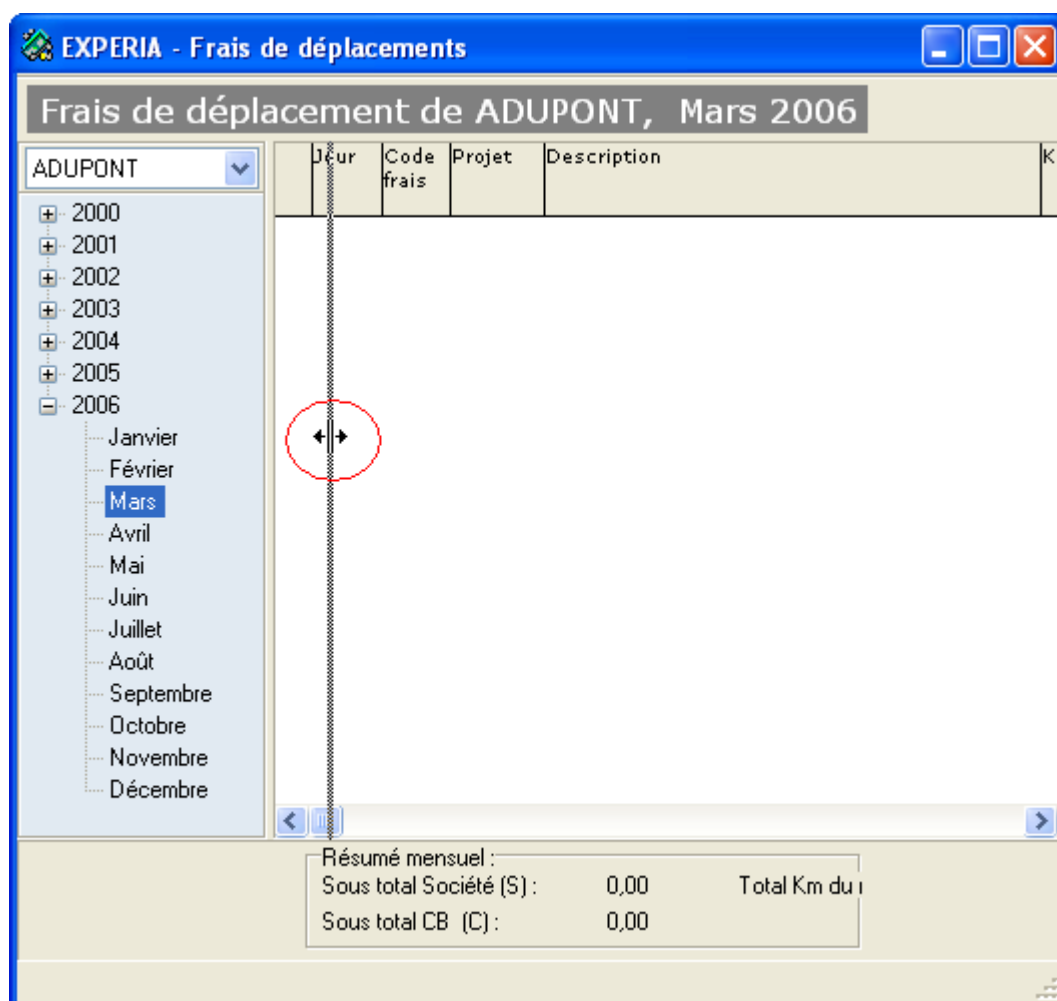 EXPERIA - Frais de déplacements
Frais de déplacement de ADUPONT, Mars 2006
ADUPONT
Jour Code frais Projet Description K
2000
2001
2002
2003
2004
2005
2006
Janvier
Février
Mars
Avril
Mai
Juin
Juillet
Août
Septembre
Octobre
Novembre
Décembre
Résumé mensuel :
Sous total Société (S) : 0,00 Total Km du
Sous total CB (C) : 0,00